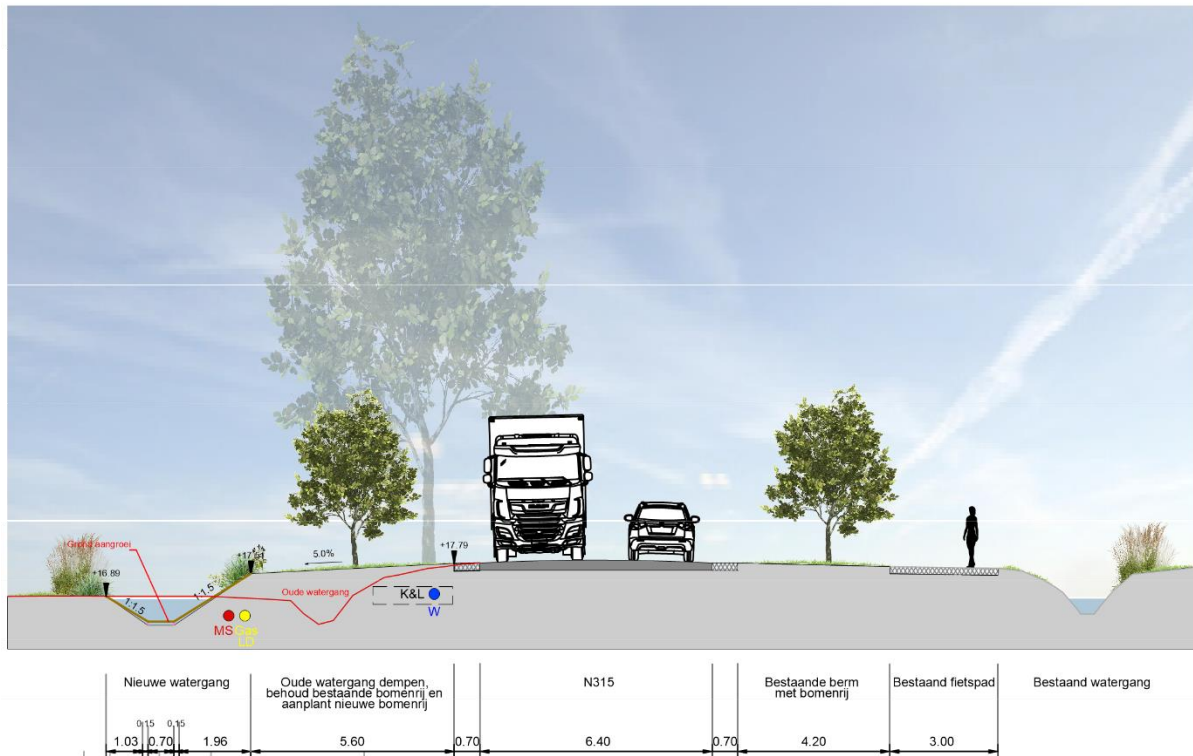 Grond aangroei
+17.51
5.0%
+17.79
+16.89
1:1.5
1:1.5
Oude watergang
K&L
W
MS
Gas
LD
Nieuwe watergang
Oude watergang dempen,
behoud bestaande bomenrij en
aanplant nieuwe bomenrij
N315
Bestaande berm
met bomenrij
Bestaand fietspad
Bestaand watergang
0.15
0.15
1.03
0.70
1.96
5.60
0.70
6.40
0.70
4.20
3.00